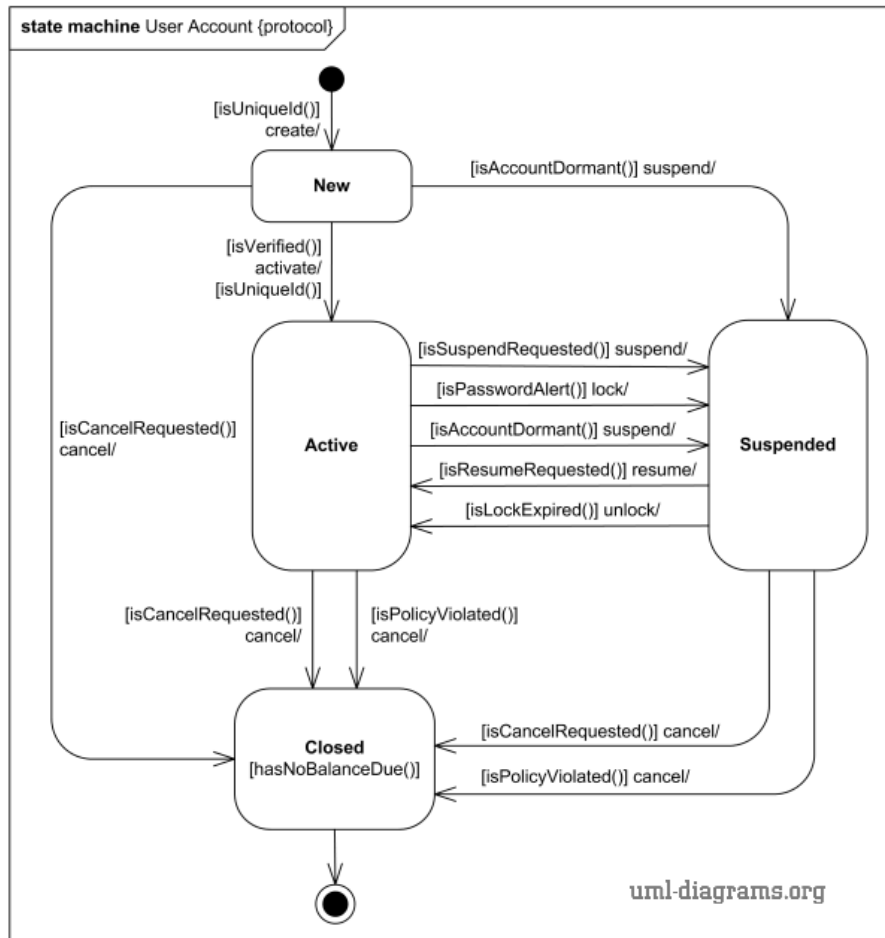 state machine User Account {protocol}
[isUniqueId()]
create/
New
[isAccountDormant()] suspend/
[isVerified()]
activate/
[isUniqueId()]
[isSuspendRequested()] suspend/
[isPasswordAlert()] lock/
[isCancelRequested()]
cancel/
Active
[isAccountDormant()] suspend/
Suspended
[isResumeRequested()] resume/
[isLockExpired()] unlock/
[isCancelRequested()]
cancel/
[isPolicyViolated()]
cancel/
Closed
[hasNoBalanceDue()]
[isCancelRequested()] cancel/
[isPolicyViolated()] cancel/
uml-diagrams.org